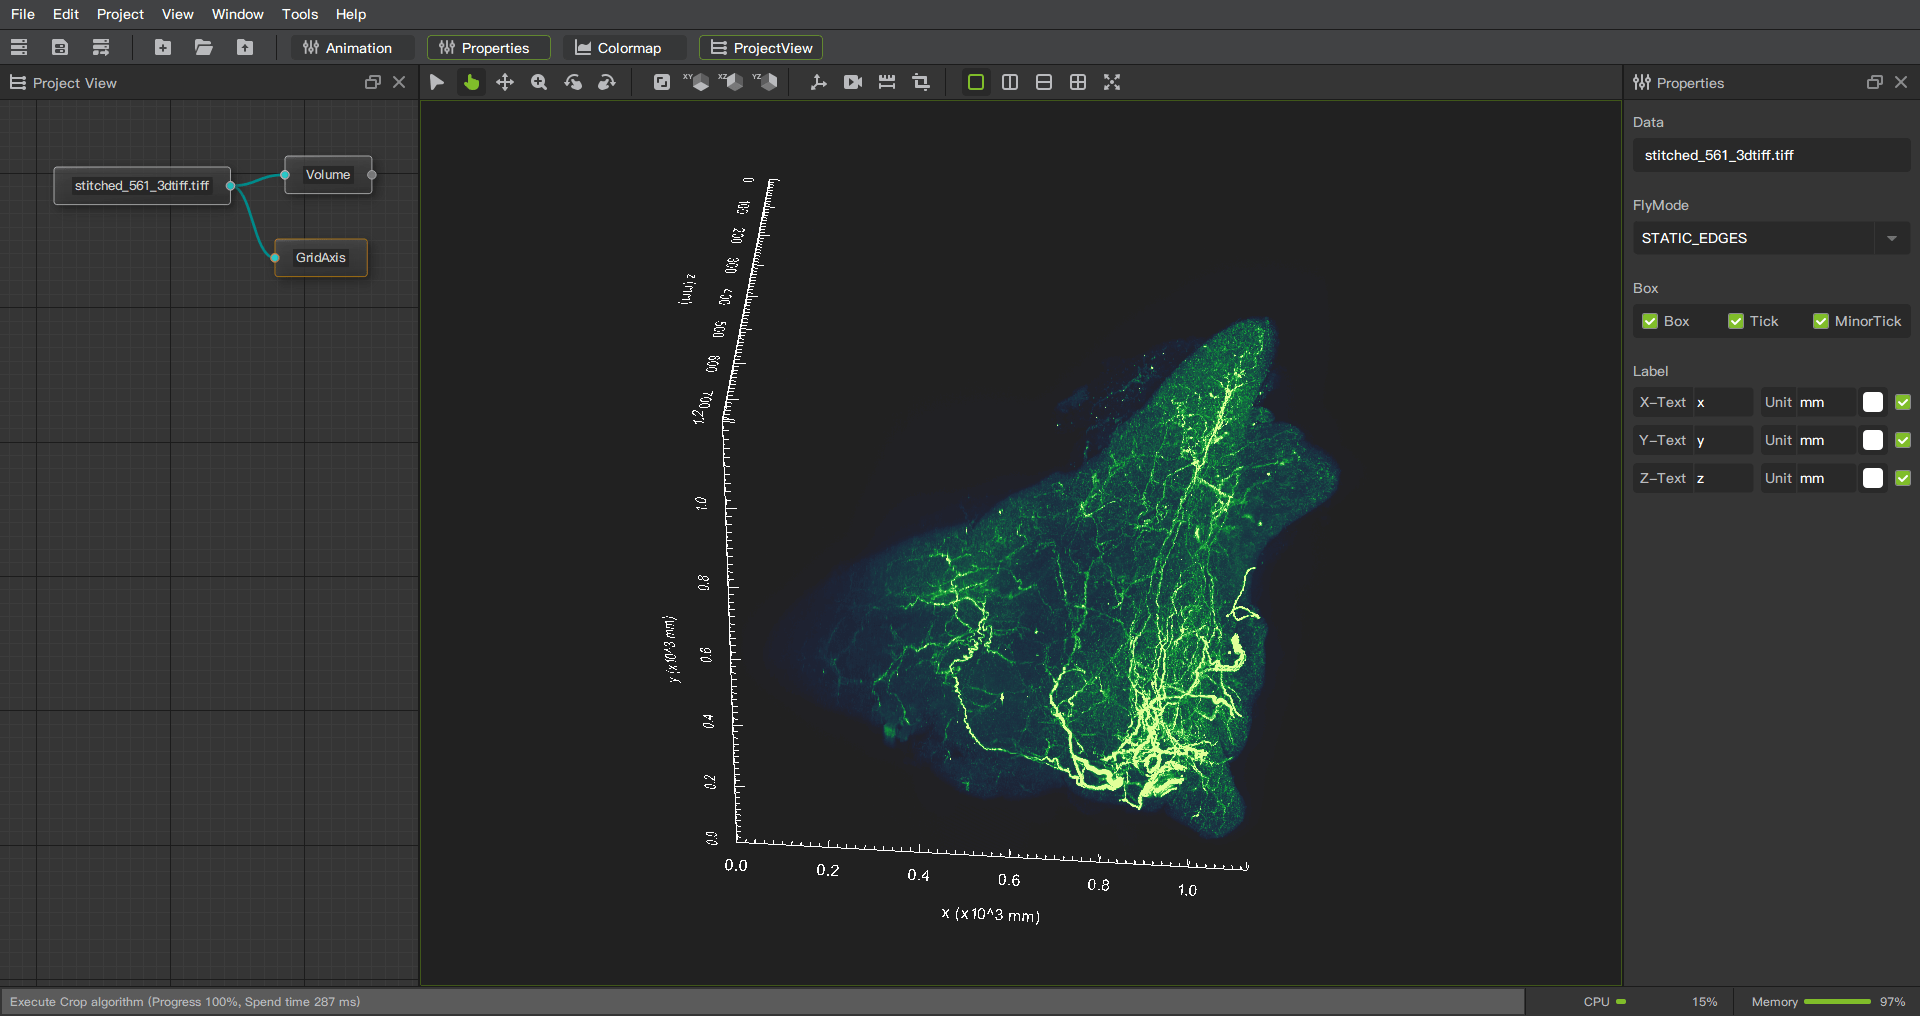 File Edit Project View Window Tools Help
Animation Properties Colormap ProjectView
Project View
stitched_561_3dtiff.tiff
Volume
GridAxis
XY XZ YZ
0
100
200
300
400
500
600
700
z (mm)
1.2
1.0
0.8
0.6
0.4
0.2
0.0
y (x10^3 mm)
0.0 0.2 0.4 0.6 0.8 1.0
x (x10^3 mm)
Properties
Data
stitched_561_3dtiff.tiff
FlyMode
STATIC_EDGES
Box
Box Tick MinorTick
Label
X-Text x Unit mm
Y-Text y Unit mm
Z-Text z Unit mm
Execute Crop algorithm (Progress 100%, Spend time 287 ms)
CPU 15% Memory 97%